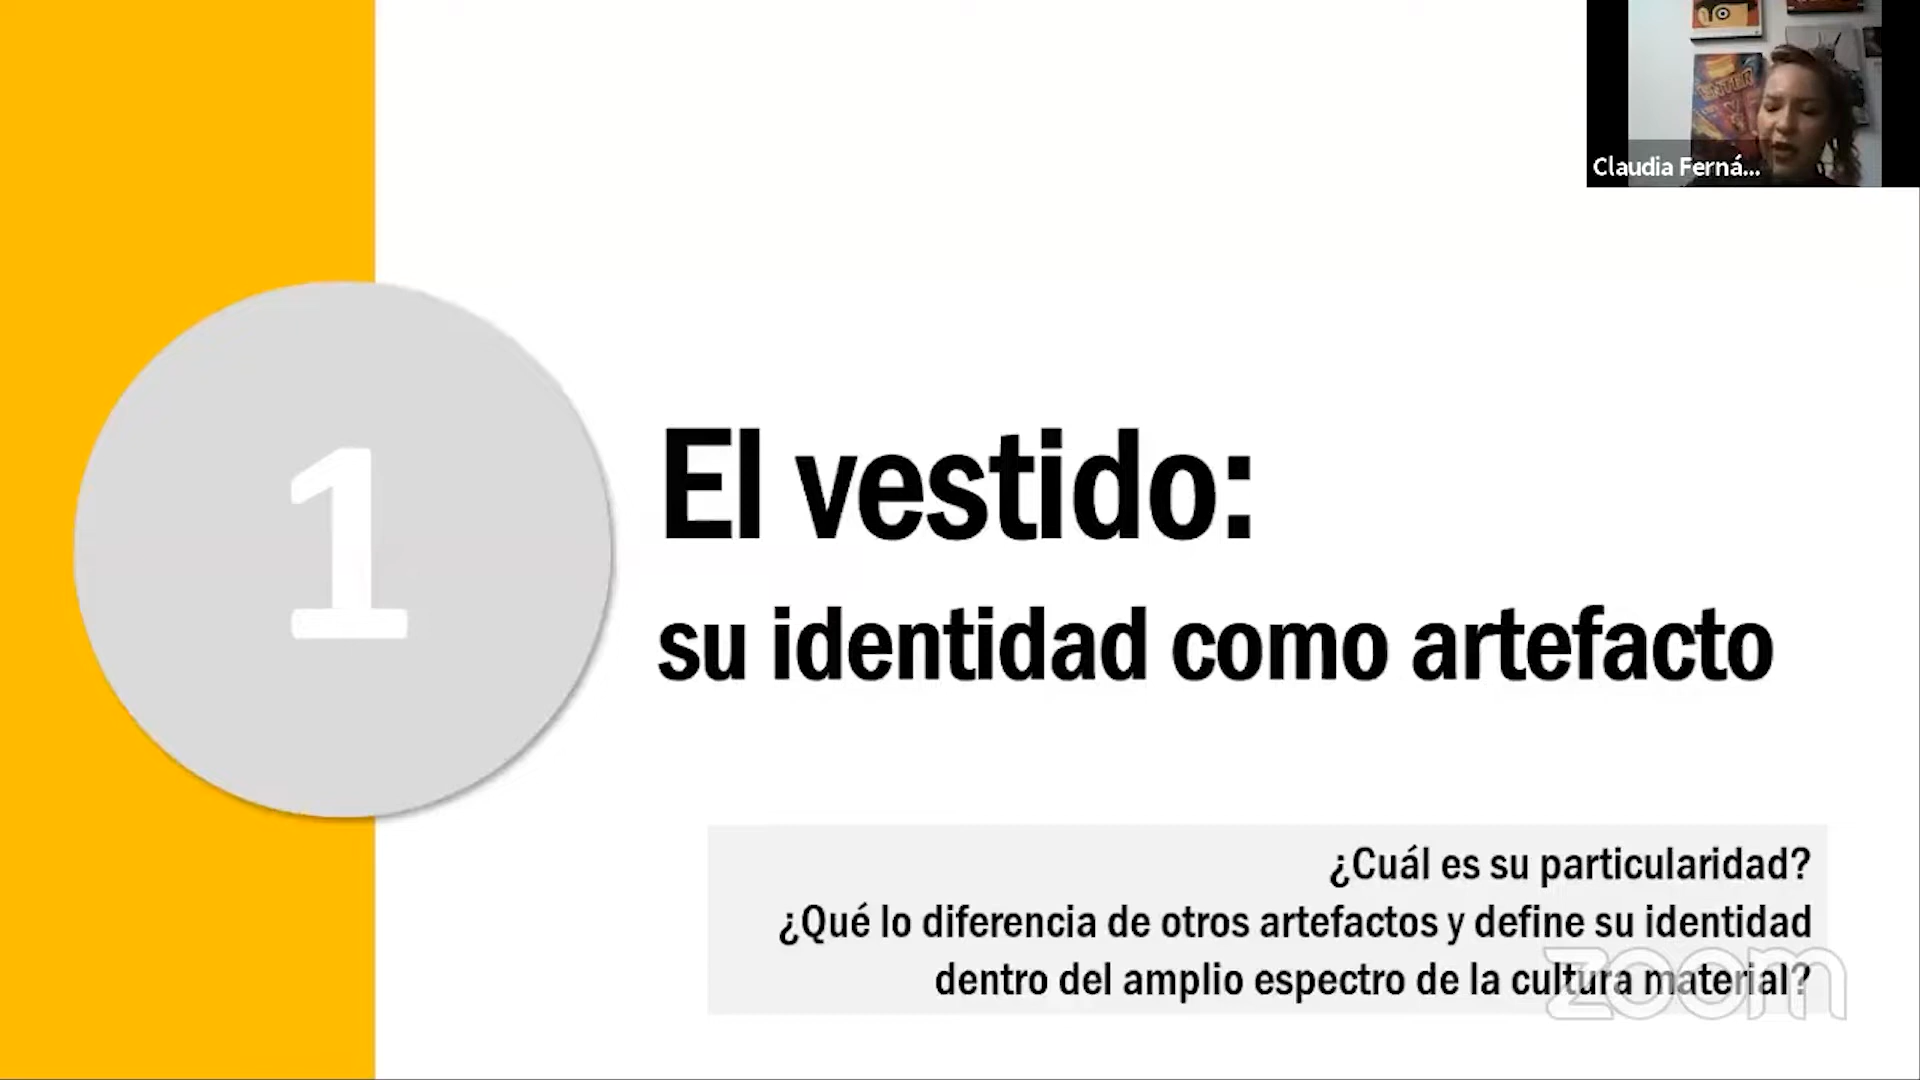 Claudia Ferná...
1
El vestido:
su identidad como artefacto
¿Cuál es su particularidad?
¿Qué lo diferencia de otros artefactos y define su identidad
dentro del amplio espectro de la cultura material?
zoom